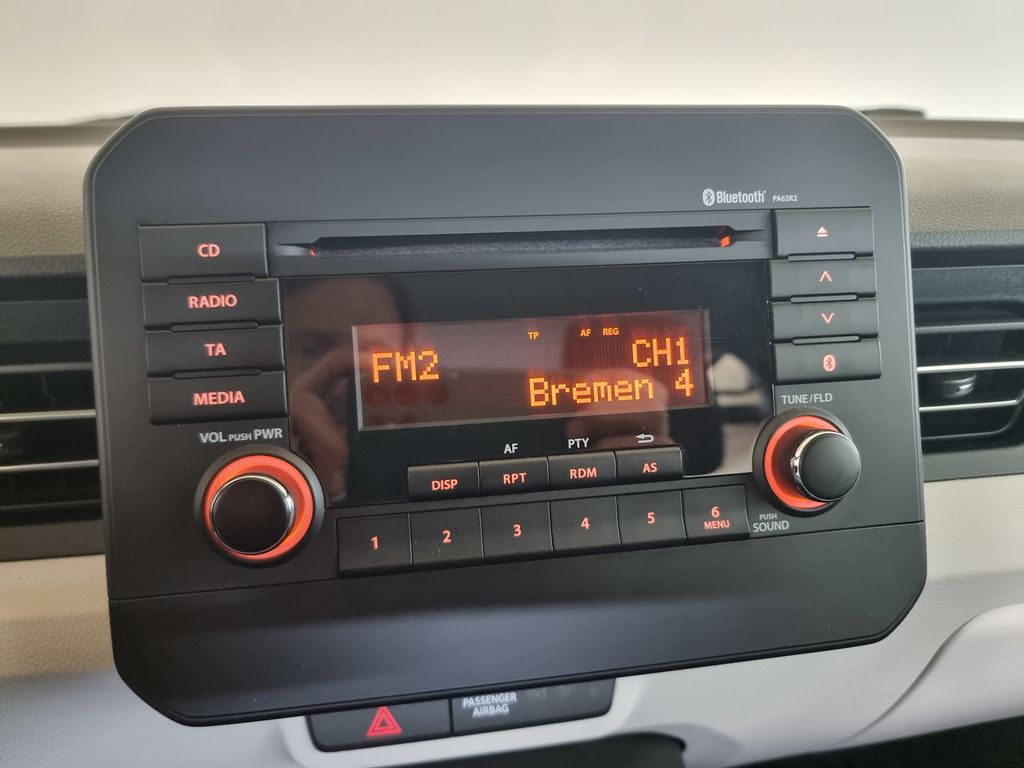 Bluetooth PA62R2
CD
RADIO
TA
MEDIA
VOL PUSH PWR
TP AF REG
FM2 CH1
Bremen 4
TUNE/FLD
AF PTY
DISP RPT RDM AS
1 2 3 4 5 6
MENU
PUSH
SOUND
PASSENGER
AIRBAG